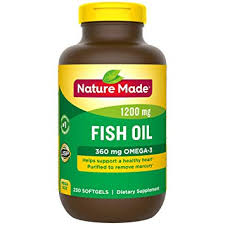 Nature Made®
1200 mg
FISH OIL
360 mg OMEGA-3
Helps support a healthy heart†
Purified to remove mercury*
230 SOFTGELS | Dietary Supplement